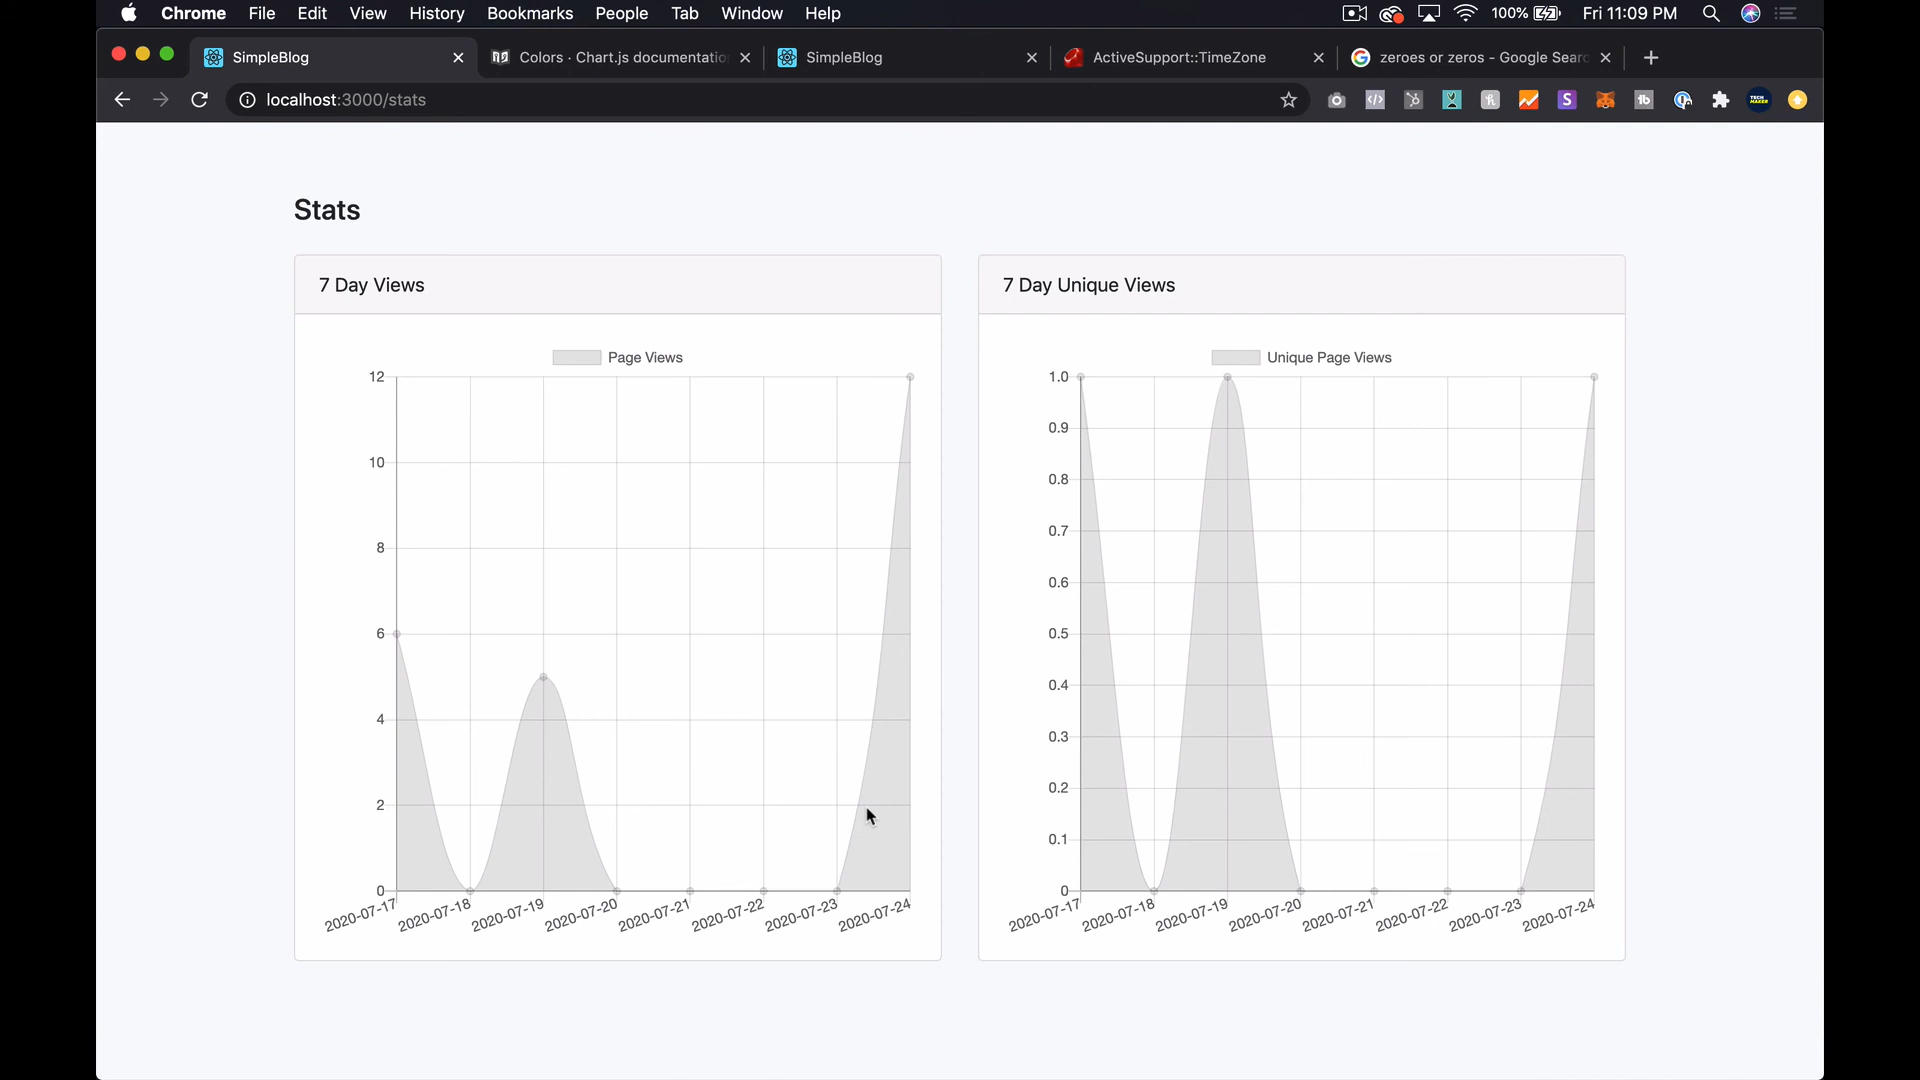 Chrome File Edit View History Bookmarks People Tab Window Help 100% Fri 11:09 PM
SimpleBlog Colors · Chart.js documentatio SimpleBlog ActiveSupport::TimeZone zeroes or zeros - Google Searc
localhost:3000/stats
Stats
7 Day Views
Page Views
12
10
8
6
4
2
0
2020-07-17 2020-07-18 2020-07-19 2020-07-20 2020-07-21 2020-07-22 2020-07-23 2020-07-24
7 Day Unique Views
Unique Page Views
1.0
0.9
0.8
0.7
0.6
0.5
0.4
0.3
0.2
0.1
0
2020-07-17 2020-07-18 2020-07-19 2020-07-20 2020-07-21 2020-07-22 2020-07-23 2020-07-24